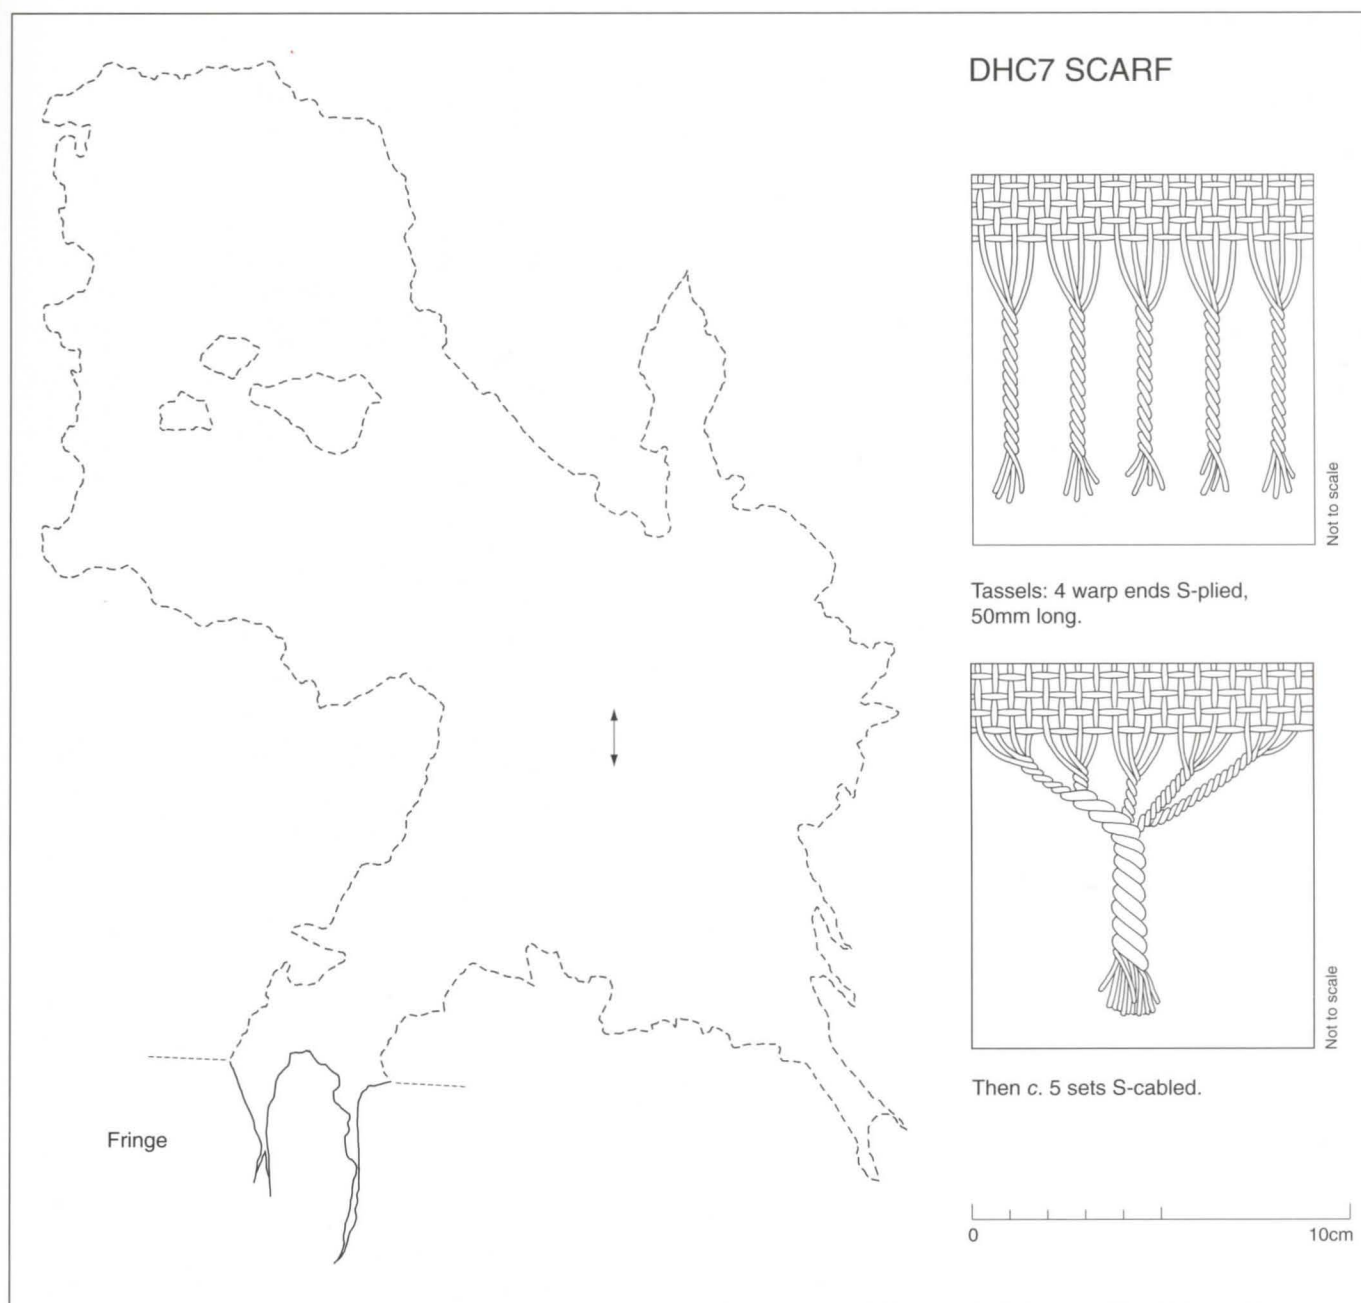 DHC7 SCARF
Not to scale
Tassels: 4 warp ends S-plied,
50mm long.
Not to scale
Then c. 5 sets S-cabled.
Fringe
0 10cm